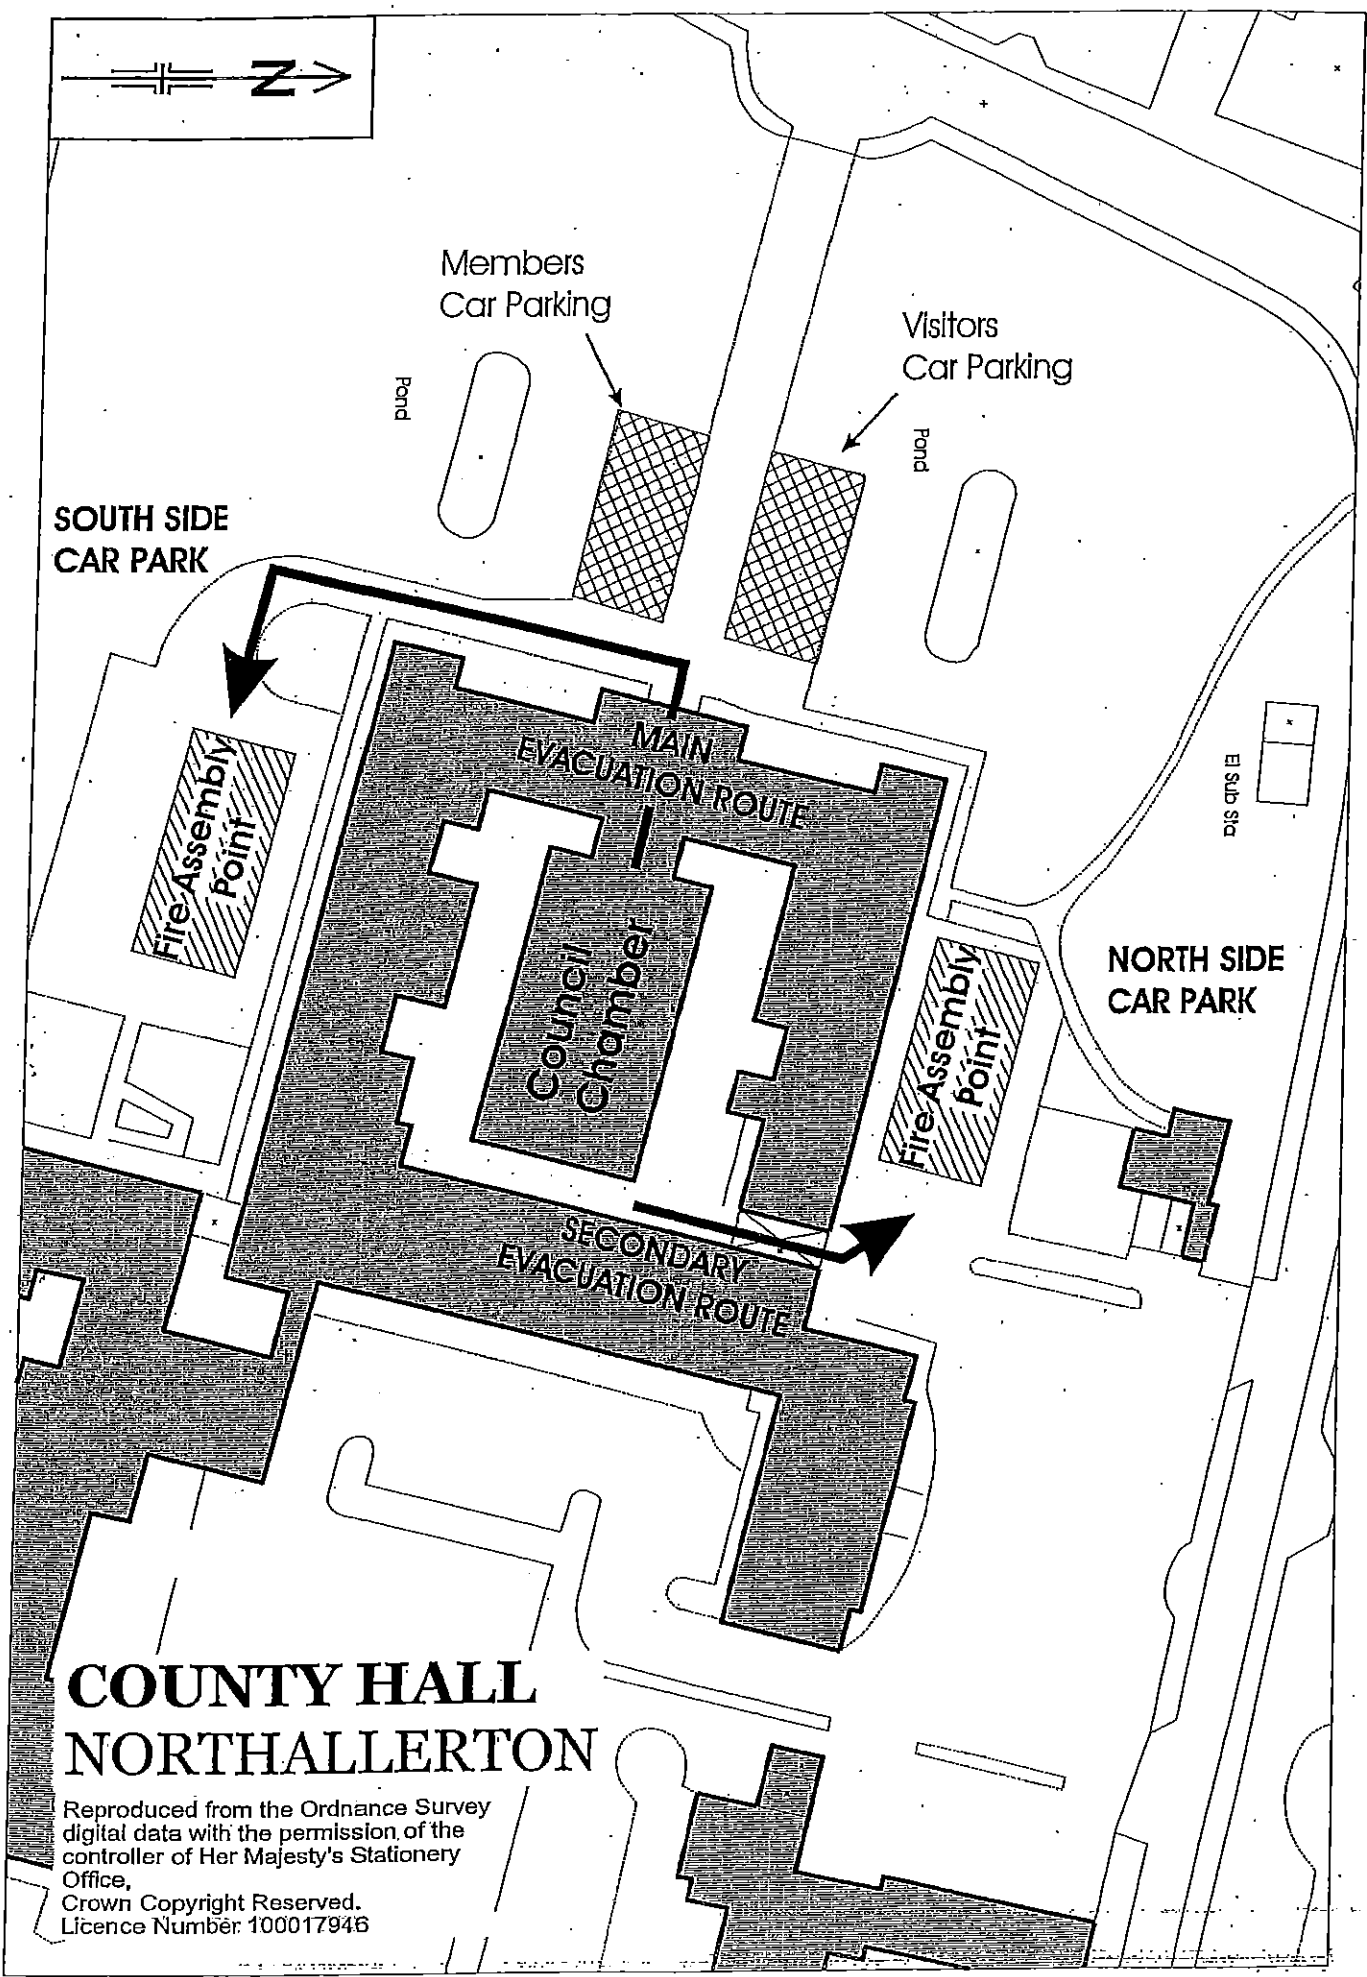 N
Members
Car Parking
Visitors
Car Parking
Pond
Pond
SOUTH SIDE
CAR PARK
MAIN
EVACUATION ROUTE
El Sub Sta
Fire Assembly
Point
Council
Chamber
NORTH SIDE
CAR PARK
Fire Assembly
Point
SECONDARY
EVACUATION ROUTE
COUNTY HALL
NORTHALLERTON
Reproduced from the Ordnance Survey
digital data with the permission of the
controller of Her Majesty's Stationery
Office,
Crown Copyright Reserved.
Licence Number 100017946